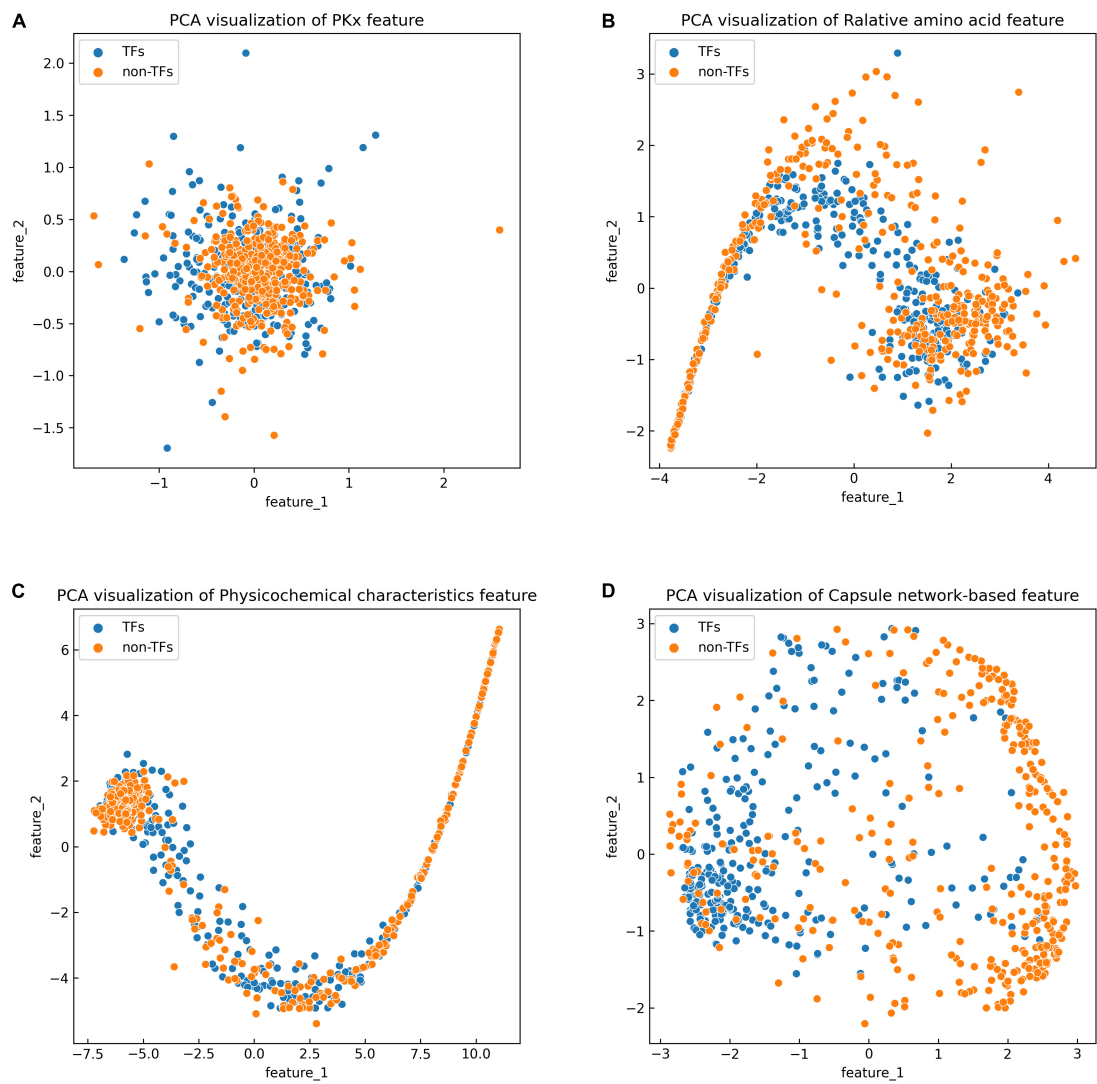 A
PCA visualization of PKx feature
TFs
non-TFs
2.0
1.5
1.0
0.5
0.0
−0.5
−1.0
−1.5
feature_2
−1 0 1 2
feature_1
B
PCA visualization of Ralative amino acid feature
TFs
non-TFs
3
2
1
0
−1
−2
feature_2
−4 −2 0 2 4
feature_1
C
PCA visualization of Physicochemical characteristics feature
TFs
non-TFs
6
4
2
0
−2
−4
feature_2
−7.5 −5.0 −2.5 0.0 2.5 5.0 7.5 10.0
feature_1
D
PCA visualization of Capsule network-based feature
TFs
non-TFs
3
2
1
0
−1
−2
feature_2
−3 −2 −1 0 1 2 3
feature_1